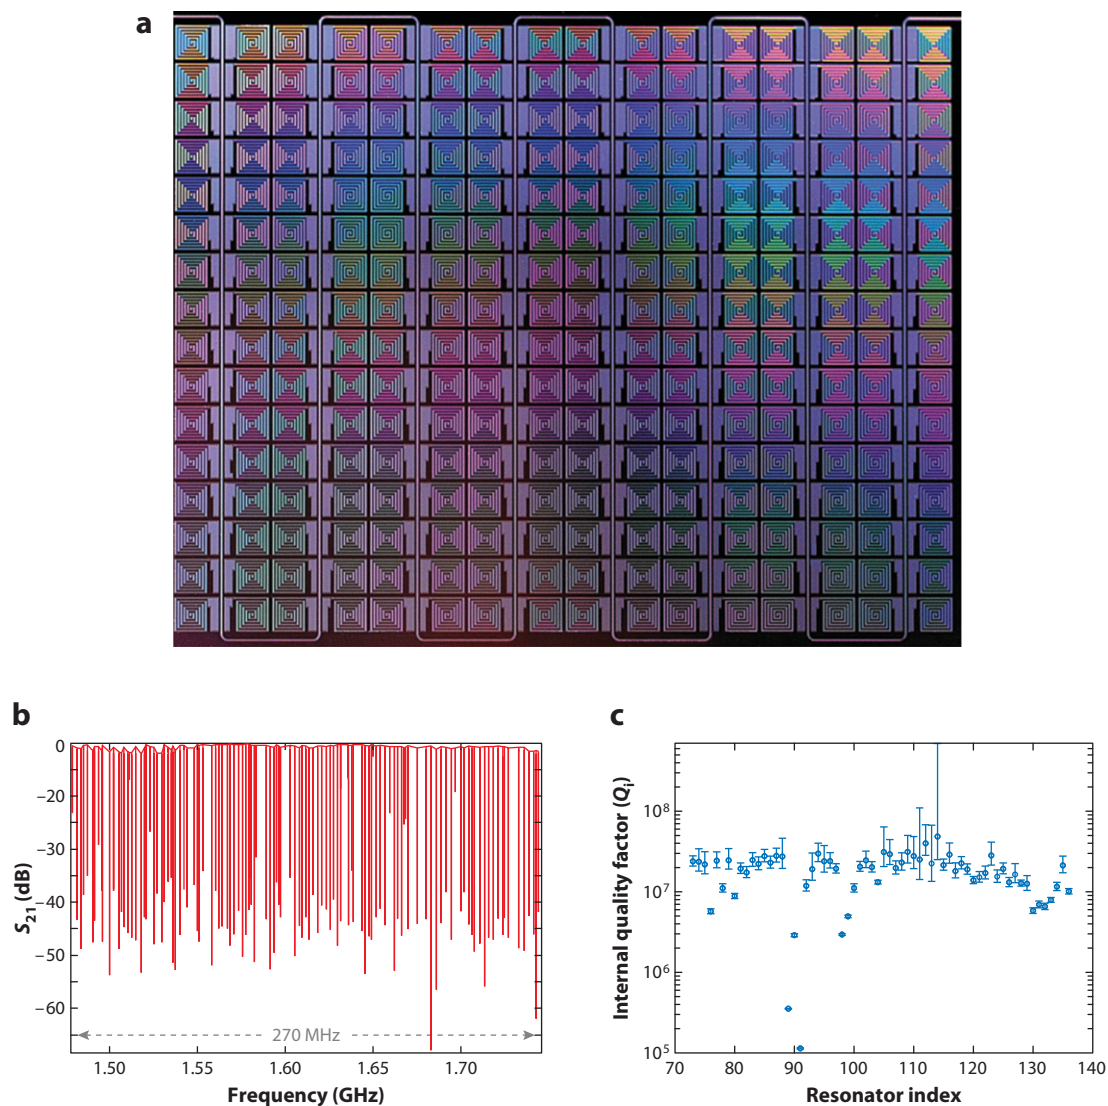 a
b
c
0
−20
−30
−40
−50
−60
S21 (dB)
270 MHz
1.50
1.55
1.60
1.65
1.70
Frequency (GHz)
10^8
10^7
10^6
10^5
Internal quality factor (Qi)
70
80
90
100
110
120
130
140
Resonator index